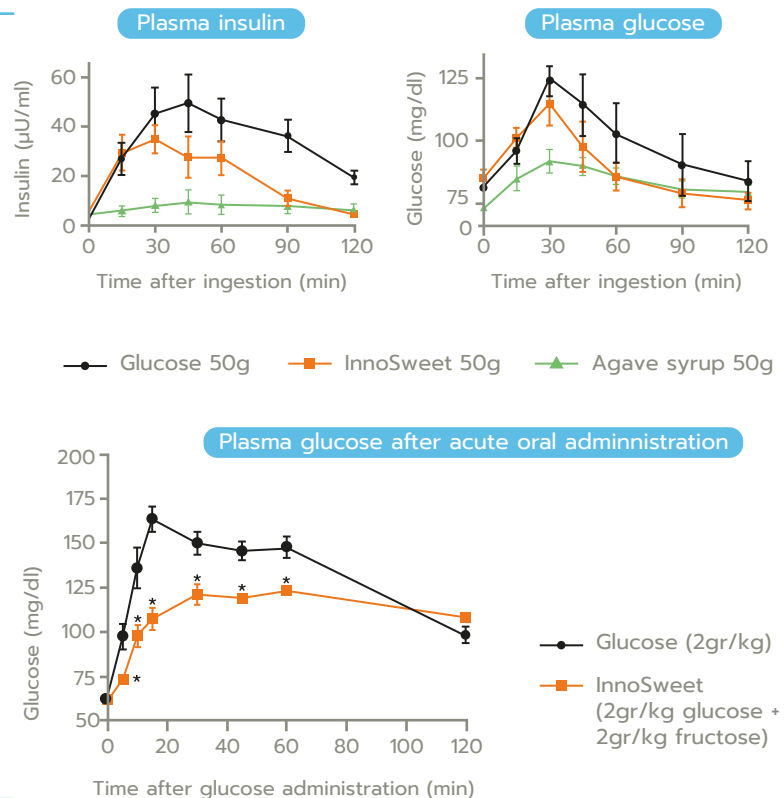 Plasma insulin
Plasma glucose
Insulin (µU/ml)
60
40
20
0
0 30 60 90 120
Time after ingestion (min)
Glucose (mg/dl)
125
100
75
0
0 30 60 90 120
Time after ingestion (min)
Glucose 50g InnoSweet 50g Agave syrup 50g
Plasma glucose after acute oral adminnistration
Glucose (mg/dl)
200
175
150
125
100
75
50
* * * * * *
0 20 40 60 80 100 120
Time after glucose administration (min)
Glucose (2gr/kg)
InnoSweet
(2gr/kg glucose +
2gr/kg fructose)